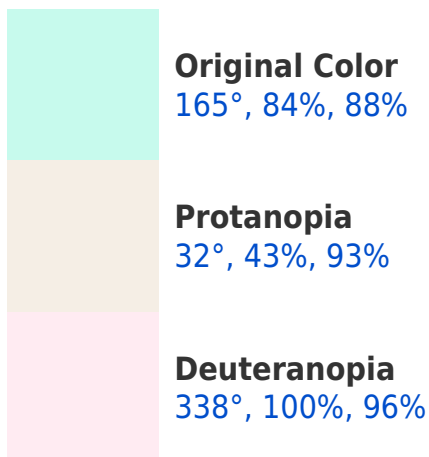 Original Color
165°, 84%, 88%
Protanopia
32°, 43%, 93%
Deuteranopia
338°, 100%, 96%